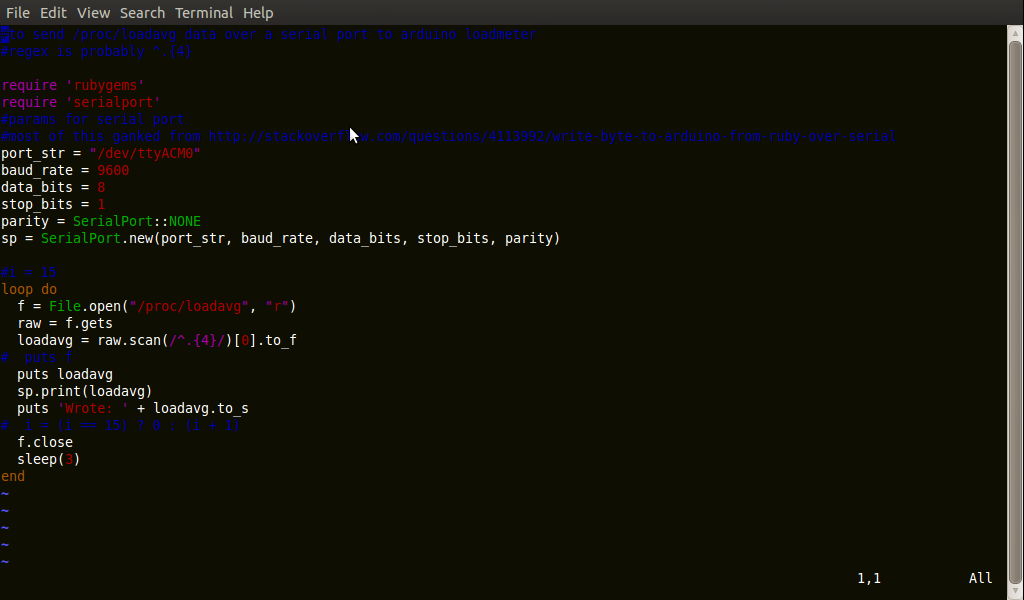 File Edit View Search Terminal Help
#to send /proc/loadavg data over a serial port to arduino loadmeter
#regex is probably ^.{4}
require 'rubygems'
require 'serialport'
#params for serial port
#most of this ganked from http://stackoverflow.com/questions/4113992/write-byte-to-arduino-from-ruby-over-serial
port_str = "/dev/ttyACM0"
baud_rate = 9600
data_bits = 8
stop_bits = 1
parity = SerialPort::NONE
sp = SerialPort.new(port_str, baud_rate, data_bits, stop_bits, parity)
#i = 15
loop do
  f = File.open("/proc/loadavg", "r")
  raw = f.gets
  loadavg = raw.scan(/^.{4}/)[0].to_f
#  puts f
  puts loadavg
  sp.print(loadavg)
  puts 'Wrote: ' + loadavg.to_s
#  i = (i == 15) ? 0 : (i + 1)
  f.close
  sleep(3)
end
~
~
~
~
~
1,1 All